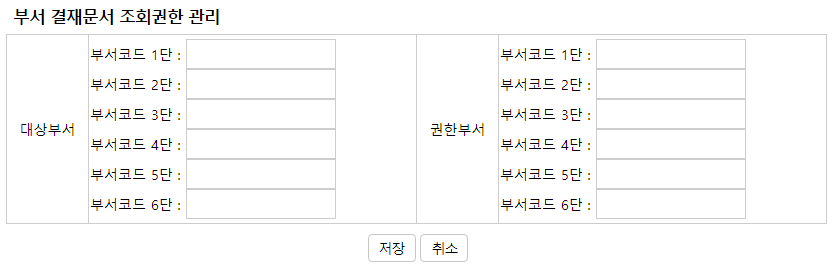 부서 결재문서 조회권한 관리
대상부서
부서코드 1단 :
부서코드 2단 :
부서코드 3단 :
부서코드 4단 :
부서코드 5단 :
부서코드 6단 :
권한부서
부서코드 1단 :
부서코드 2단 :
부서코드 3단 :
부서코드 4단 :
부서코드 5단 :
부서코드 6단 :
저장 취소